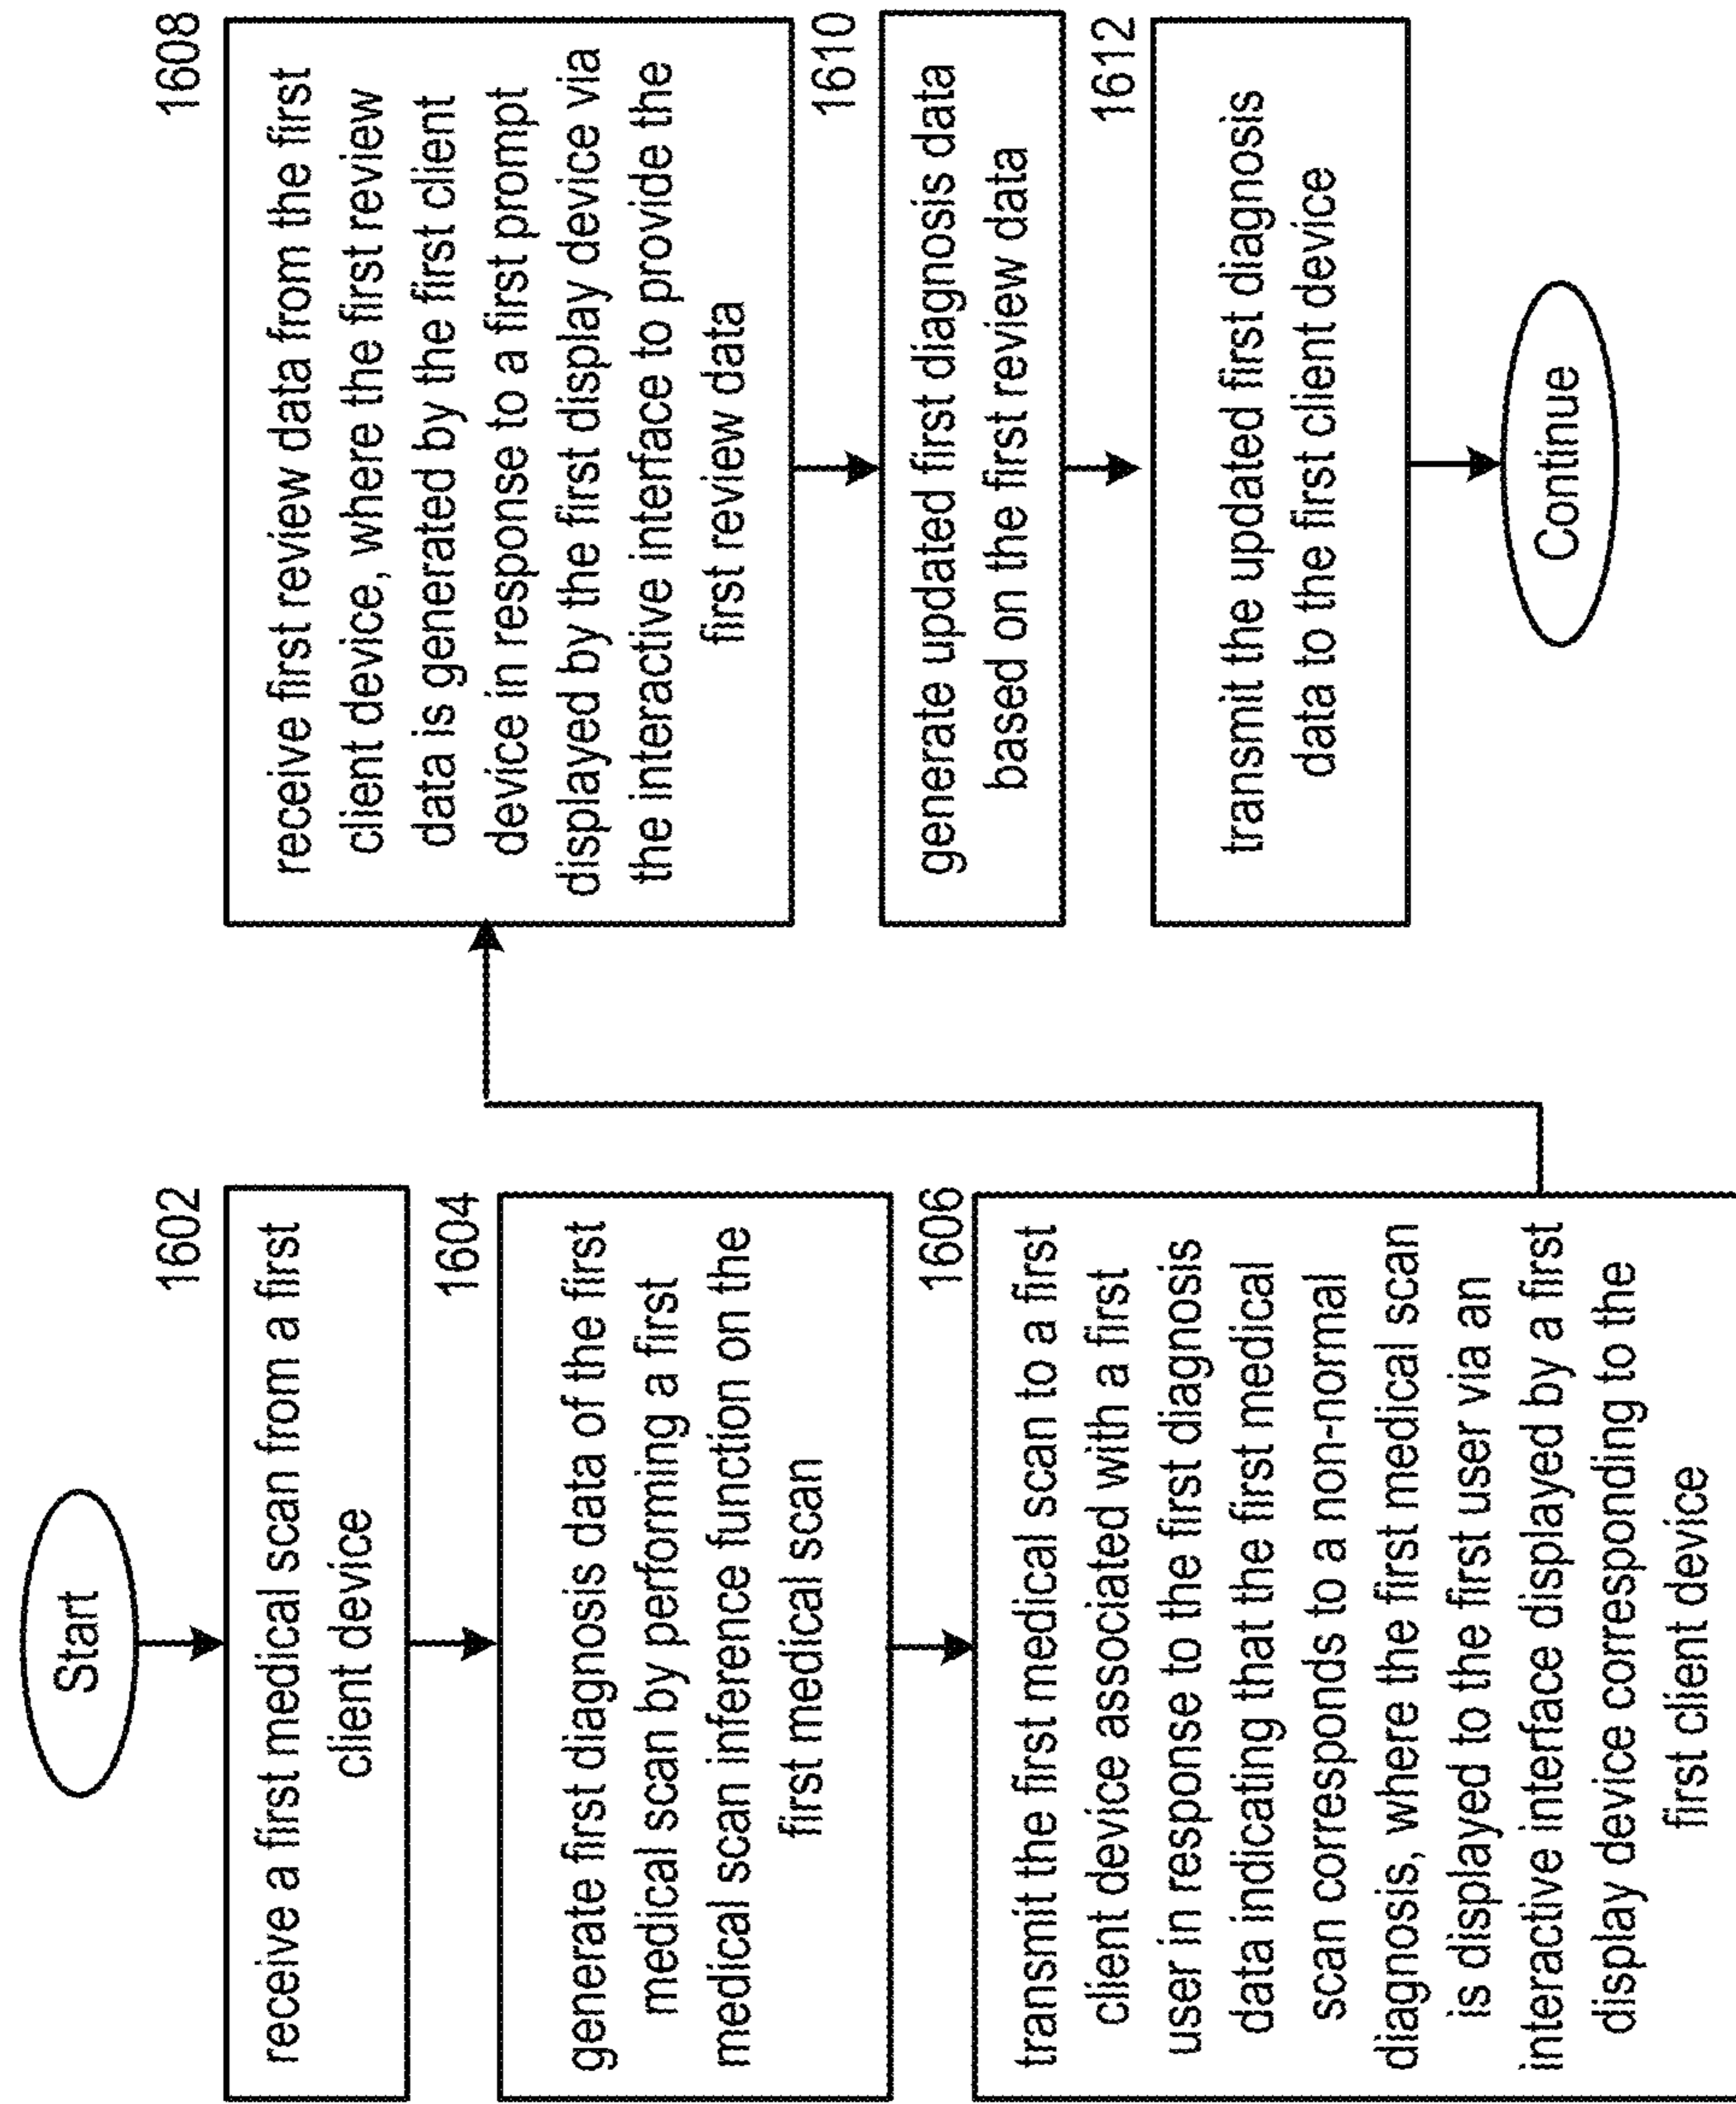 Start
1602
receive a first medical scan from a first
client device
1604
generate first diagnosis data of the first
medical scan by performing a first
medical scan inference function on the
first medical scan
1606
transmit the first medical scan to a first
client device associated with a first
user in response to the first diagnosis
data indicating that the first medical
scan corresponds to a non-normal
diagnosis, where the first medical scan
is displayed to the first user via an
interactive interface displayed by a first
display device corresponding to the
first client device
1608
receive first review data from the first
client device, where the first review
data is generated by the first client
device in response to a first prompt
displayed by the first display device via
the interactive interface to provide the
first review data
1610
generate updated first diagnosis data
based on the first review data
1612
transmit the updated first diagnosis
data to the first client device
Continue